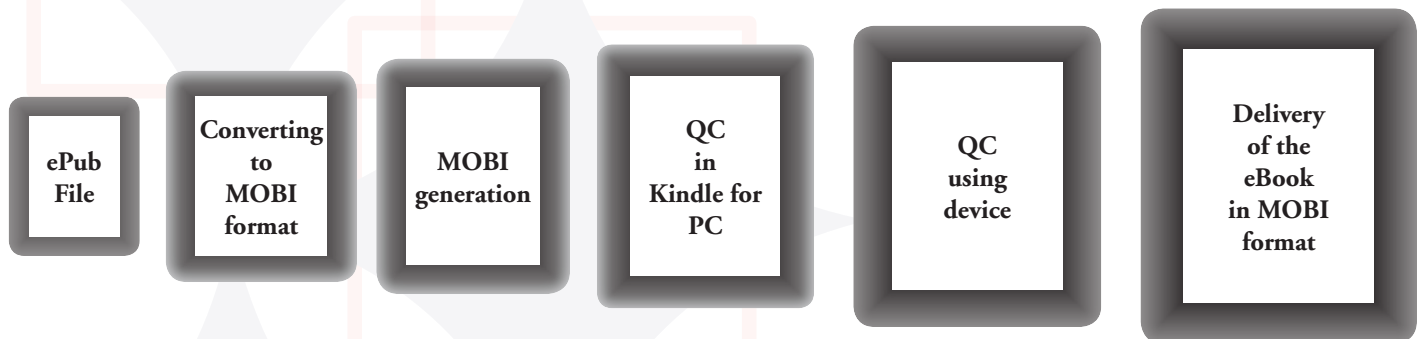 ePub
File
Converting
to
MOBI
format
MOBI
generation
QC
in
Kindle for
PC
QC
using
device
Delivery
of the
eBook
in MOBI
format